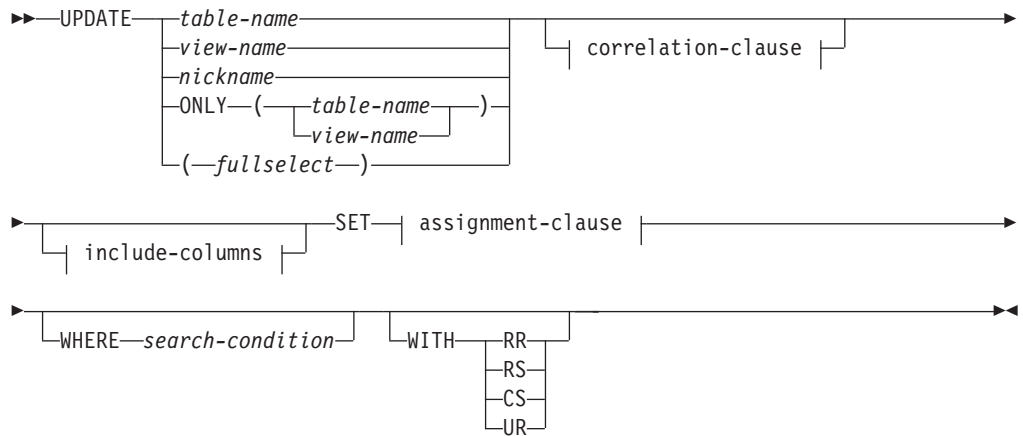 UPDATE table-name correlation-clause
view-name
nickname
ONLY ( table-name )
view-name
( fullselect )
include-columns SET assignment-clause
WHERE search-condition WITH RR
RS
CS
UR